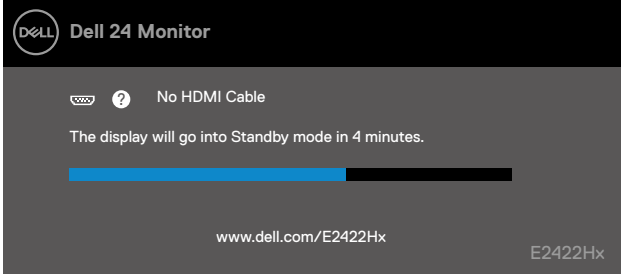 DELL Dell 24 Monitor
? No HDMI Cable
The display will go into Standby mode in 4 minutes.
www.dell.com/E2422Hx
E2422Hx